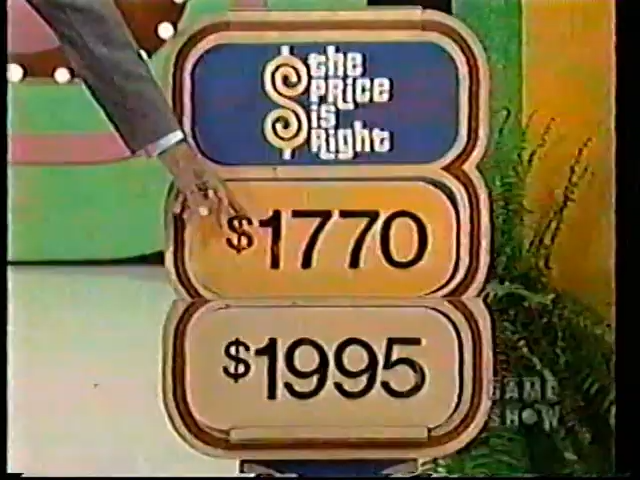 the
PRICE
is
Right
$1770
$1995
GAME
SHOW